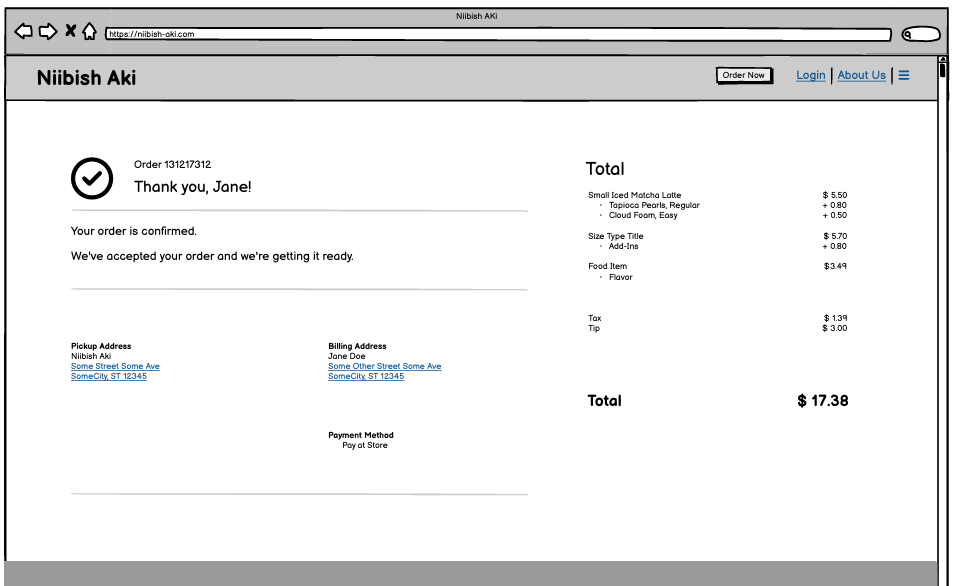 Niibish AKi
https://niibish-aki.com
Niibish Aki
Order Now
Login
About Us
Order 131217312
Thank you, Jane!
Your order is confirmed.
We've accepted your order and we're getting it ready.
Pickup Address
Niibish Aki
Some Street Some Ave
SomeCity, ST 12345
Billing Address
Jane Doe
Some Other Street Some Ave
SomeCity, ST 12345
Payment Method
Pay at Store
Total
Small Iced Matcha Latte $ 5.50
· Tapioca Pearls, Regular + 0.80
· Cloud Foam, Easy + 0.50
Size Type Title $ 5.70
· Add-Ins + 0.80
Food Item $3.49
· Flavor
Tax $ 1.39
Tip $ 3.00
Total $ 17.38